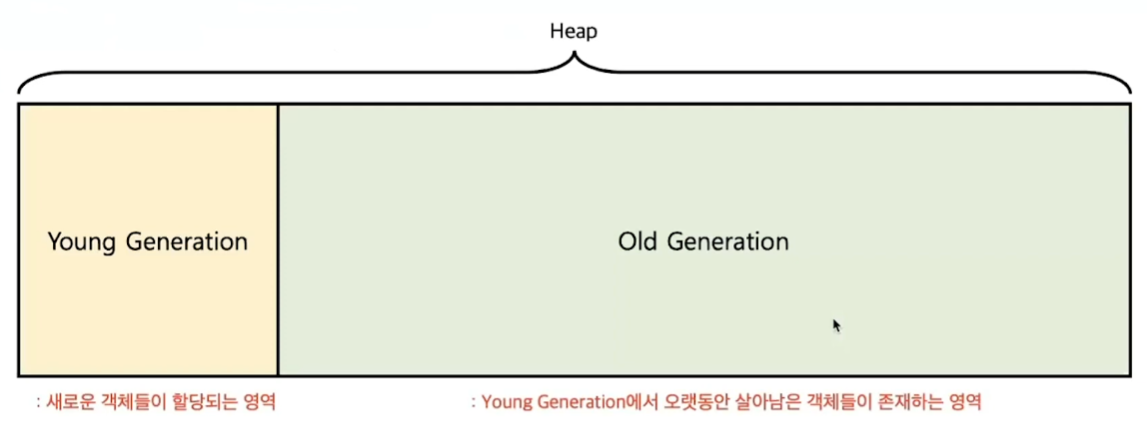 Heap
Young Generation
Old Generation
: 새로운 객체들이 할당되는 영역
: Young Generation에서 오랫동안 살아남은 객체들이 존재하는 영역